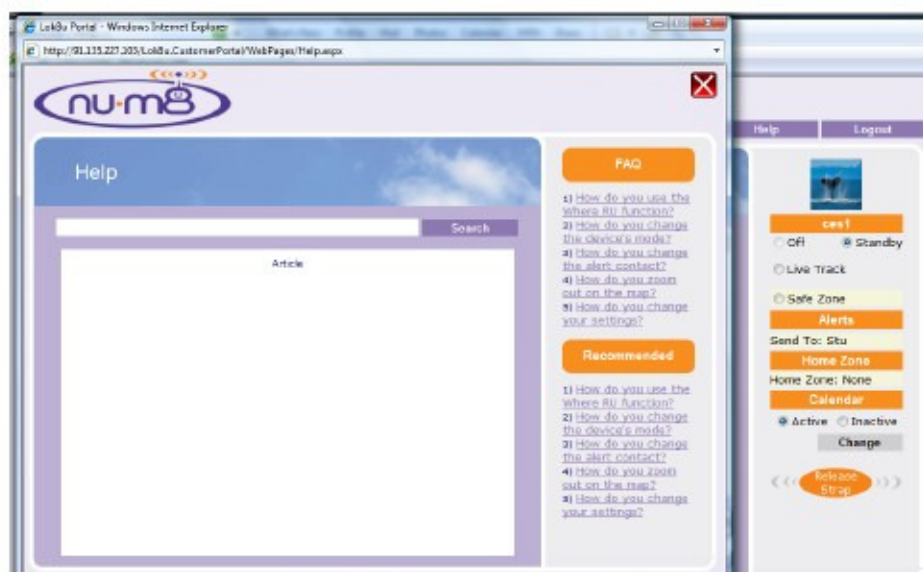 Lok8u Portal - Windows Internet Explorer
http://91.135.227.103/Lok8u.CustomerPortal/WebPages/Help.aspx
nu·m8
Help
Search
Article
FAQ
1) How do you use the
Where RU function?
2) How do you change
the device's mode?
3) How do you change
the alert contact?
4) How do you zoom
out on the map?
5) How do you change
your settings?
Recommended
1) How do you use the
Where RU function?
2) How do you change
the device's mode?
3) How do you change
the alert contact?
4) How do you zoom
out on the map?
5) How do you change
your settings?
Help Logout
ces1
Off Standby
Live Track
Safe Zone
Alerts
Send To: Stu
Home Zone
Home Zone: None
Calendar
Active Inactive
Change
Release
Strap